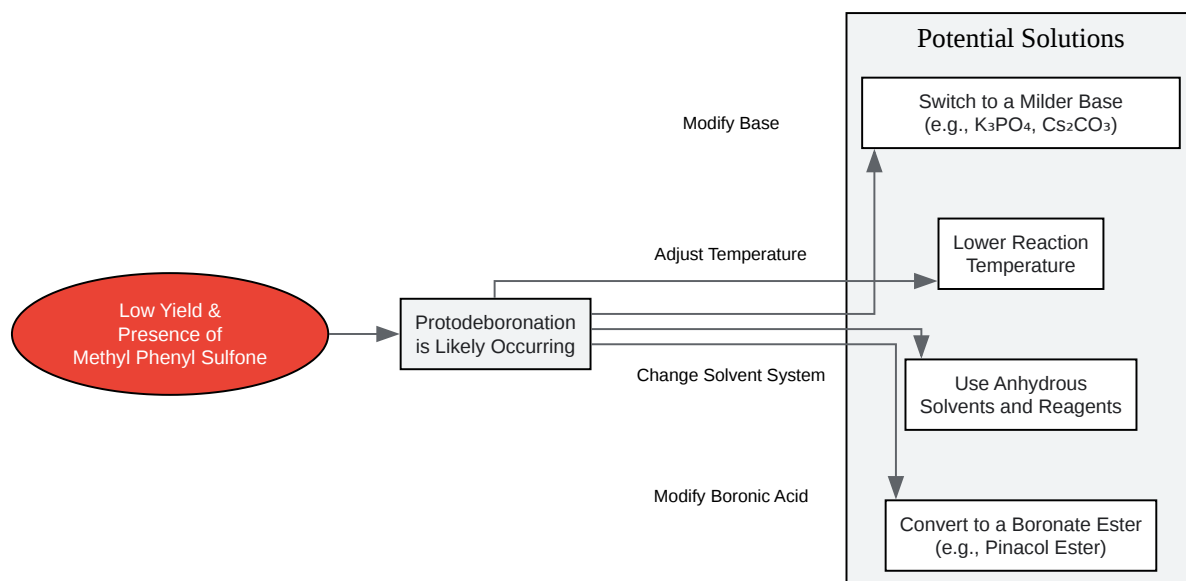 Low Yield &
Presence of
Methyl Phenyl Sulfone
Protodeboronation
is Likely Occurring
Modify Base
Adjust Temperature
Change Solvent System
Modify Boronic Acid
Potential Solutions
Switch to a Milder Base
(e.g., K₃PO₄, Cs₂CO₃)
Lower Reaction
Temperature
Use Anhydrous
Solvents and Reagents
Convert to a Boronate Ester
(e.g., Pinacol Ester)